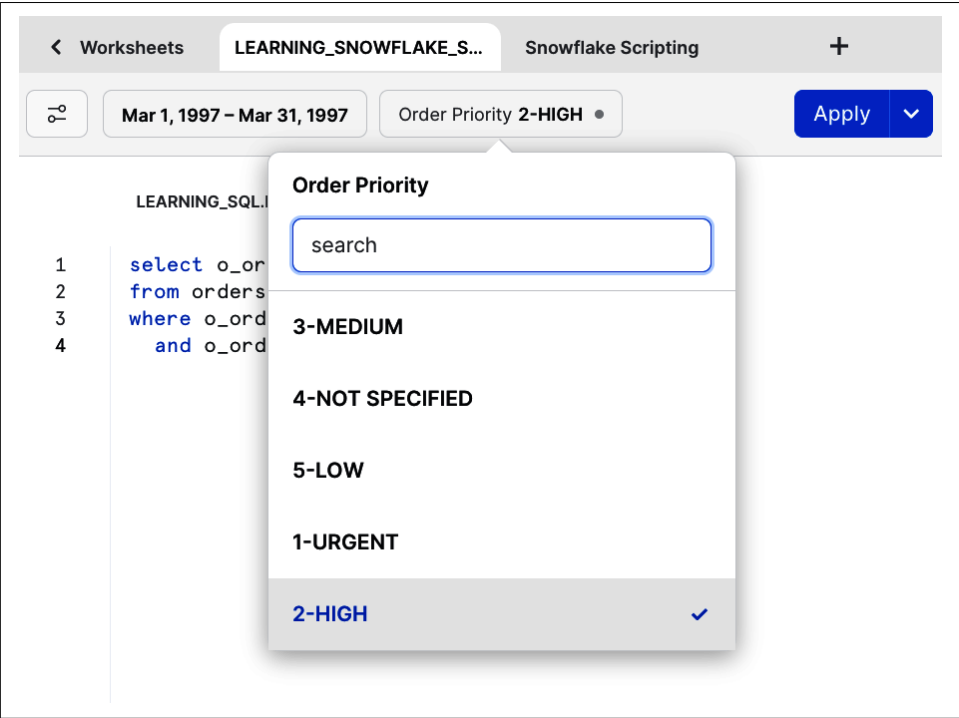 Worksheets LEARNING_SNOWFLAKE_S... Snowflake Scripting +
Mar 1, 1997 – Mar 31, 1997 Order Priority 2-HIGH Apply
Order Priority
LEARNING_SQL.
search
1 select o_or
2 from orders
3 where o_ord
4 and o_ord
3-MEDIUM
4-NOT SPECIFIED
5-LOW
1-URGENT
2-HIGH